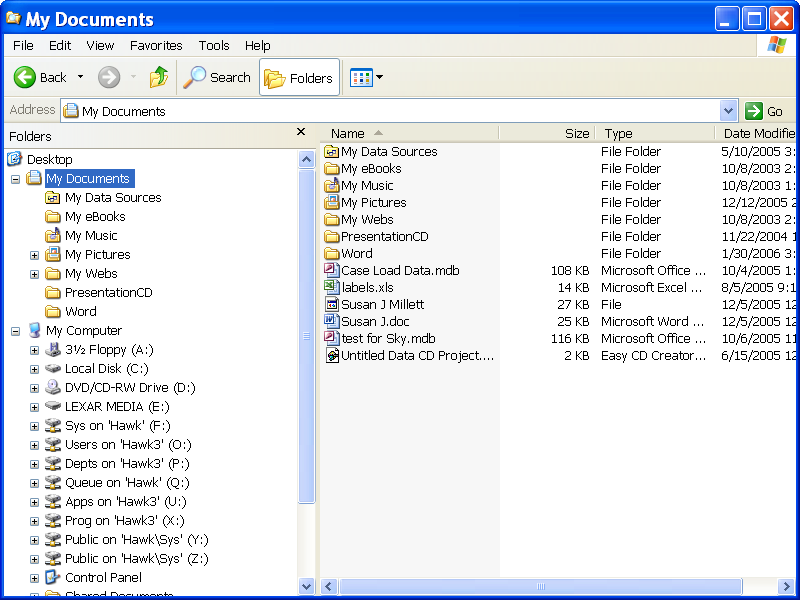 My Documents
File Edit View Favorites Tools Help
Back Search Folders
Address My Documents Go
Folders
Desktop
My Documents
My Data Sources
My eBooks
My Music
My Pictures
My Webs
PresentationCD
Word
My Computer
3½ Floppy (A:)
Local Disk (C:)
DVD/CD-RW Drive (D:)
LEXAR MEDIA (E:)
Sys on 'Hawk' (F:)
Users on 'Hawk3' (O:)
Depts on 'Hawk3' (P:)
Queue on 'Hawk' (Q:)
Apps on 'Hawk3' (U:)
Prog on 'Hawk3' (X:)
Public on 'Hawk\Sys' (Y:)
Public on 'Hawk\Sys' (Z:)
Control Panel
Shared Documents
Name Size Type Date Modifie
My Data Sources File Folder 5/10/2005 3:
My eBooks File Folder 10/8/2003 2:
My Music File Folder 10/8/2003 1:
My Pictures File Folder 12/12/2005 2
My Webs File Folder 10/8/2003 2:
PresentationCD File Folder 11/22/2004 1
Word File Folder 1/30/2006 3:
Case Load Data.mdb 108 KB Microsoft Office ... 10/4/2005 1:
labels.xls 14 KB Microsoft Excel ... 8/5/2005 9:1
Susan J Millett 27 KB File 12/5/2005 12
Susan J.doc 25 KB Microsoft Word ... 12/5/2005 12
test for Sky.mdb 116 KB Microsoft Office ... 10/6/2005 11
Untitled Data CD Project.... 2 KB Easy CD Creator... 6/15/2005 12